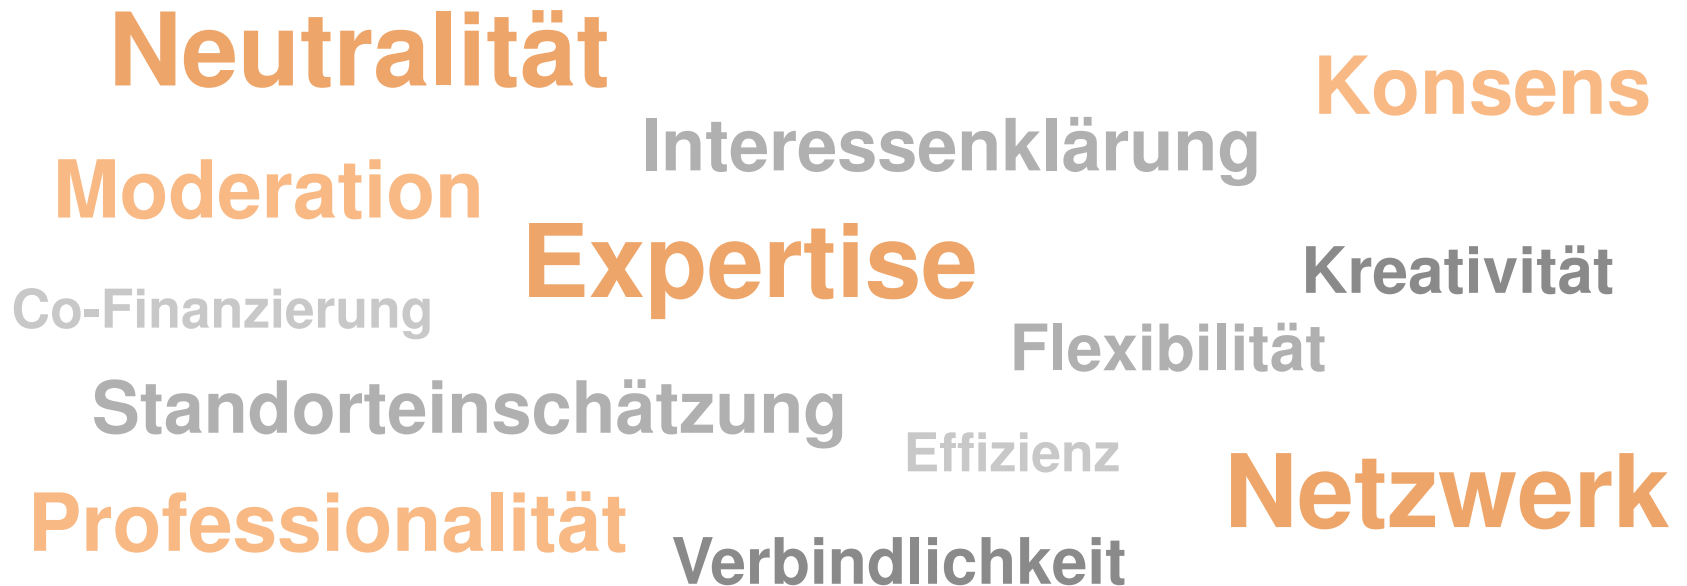 Neutralität
Konsens
Interessenklärung
Moderation
Expertise
Kreativität
Co-Finanzierung
Flexibilität
Standorteinschätzung
Effizienz
Netzwerk
Professionalität
Verbindlichkeit